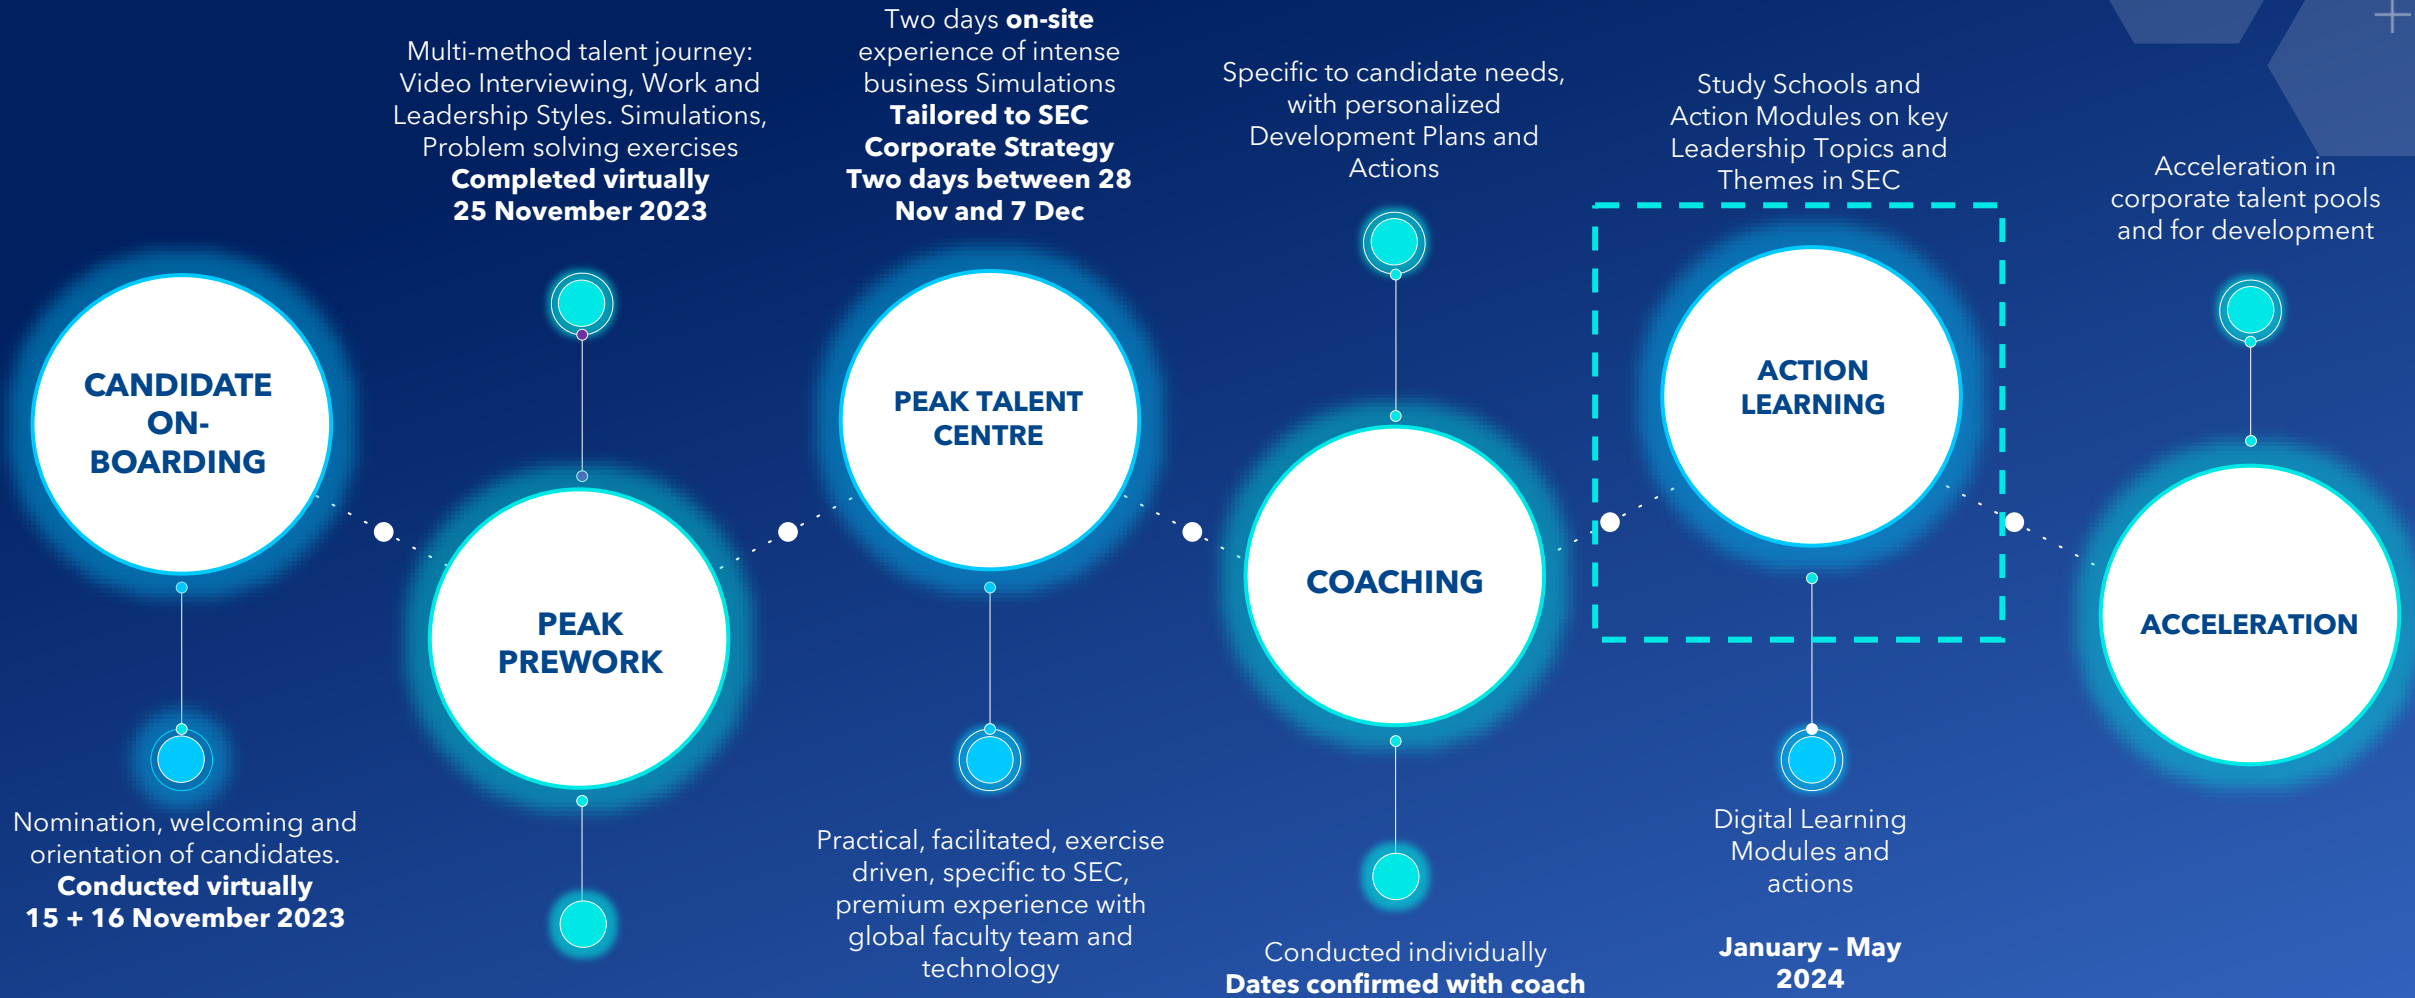 CANDIDATE
ON-
BOARDING
Nomination, welcoming and
orientation of candidates.
Conducted virtually
15 + 16 November 2023
Multi-method talent journey:
Video Interviewing, Work and
Leadership Styles. Simulations,
Problem solving exercises
Completed virtually
25 November 2023
PEAK
PREWORK
Two days on-site
experience of intense
business Simulations
Tailored to SEC
Corporate Strategy
Two days between 28
Nov and 7 Dec
PEAK TALENT
CENTRE
Practical, facilitated, exercise
driven, specific to SEC,
premium experience with
global faculty team and
technology
Specific to candidate needs,
with personalized
Development Plans and
Actions
COACHING
Conducted individually
Dates confirmed with coach
Study Schools and
Action Modules on key
Leadership Topics and
Themes in SEC
ACTION
LEARNING
Digital Learning
Modules and
actions
January – May
2024
Acceleration in
corporate talent pools
and for development
ACCELERATION